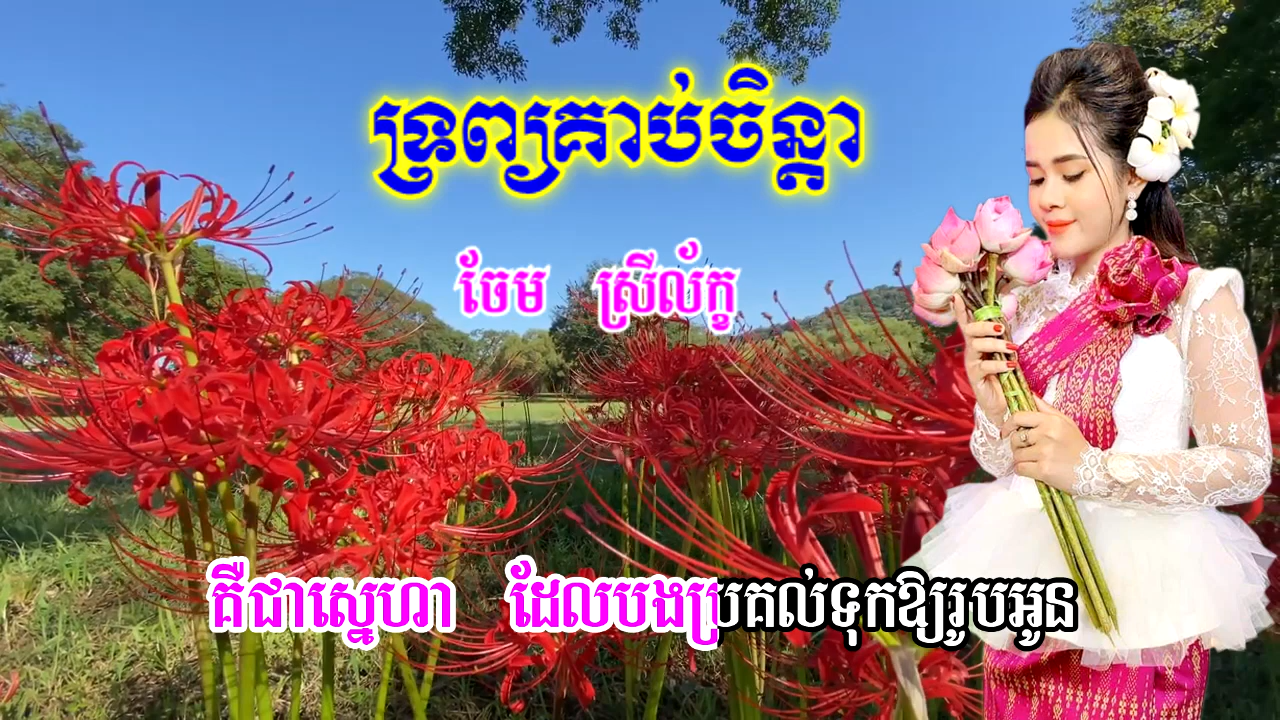 ទ្រព្យគ្រាប់ចិន្តា
ចែម ស្រីល័ក្ខ
គឺជាស្នេហា ដែលបងប្រគល់ទុកឱ្យរូបអូន